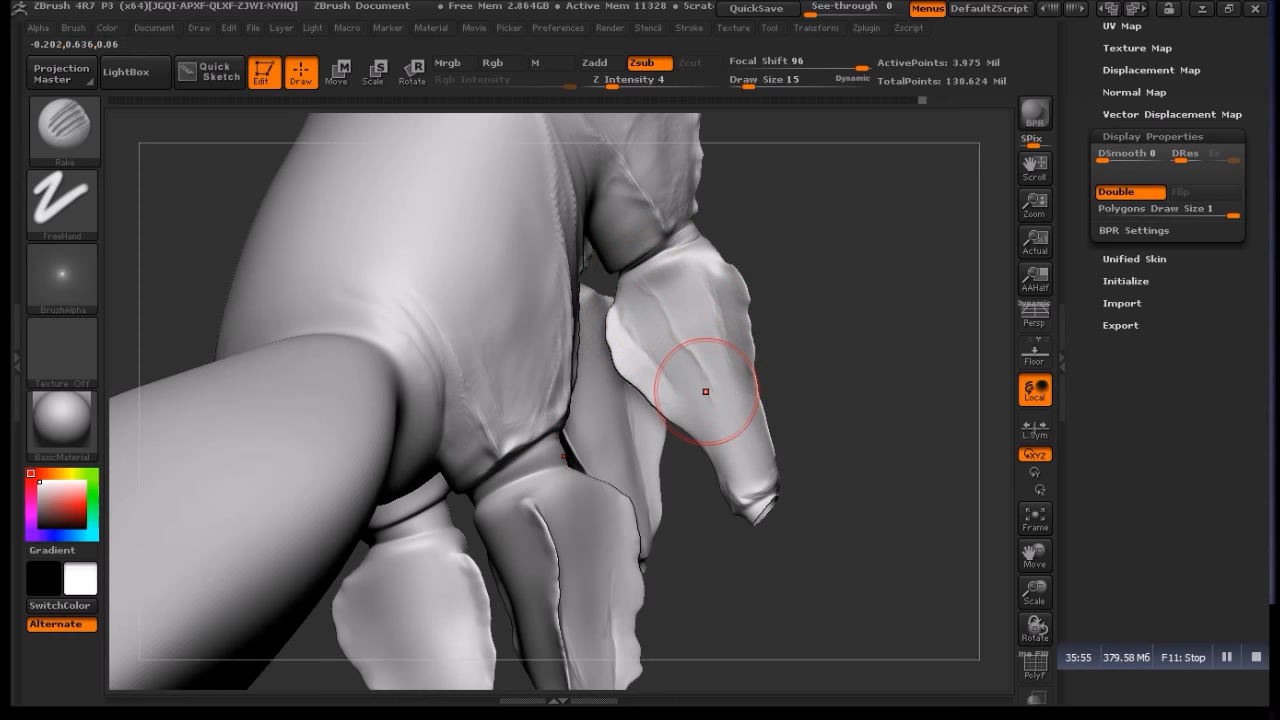 ZBrush 4R7 P3 (x64)[JGQI-APXF-QLXF-ZJWI-NYHQ] ZBrush Document • Free Mem 2.864GB • Active Mem 11328 • Scrat QuickSave See-through 0 Menus DefaultZScript
Alpha Brush Color Document Draw Edit File Layer Light Macro Marker Material Movie Picker Preferences Render Stencil Stroke Texture Tool Transform Zplugin Zscript
-0.202,0.636,0.06
Projection Master
LightBox
Quick Sketch
Edit
Draw
Move
Scale
Rotate
Mrgb Rgb M
Rgb Intensity
Zadd Zsub Zcut
Z Intensity 4
Focal Shift 96
Draw Size 15 Dynamic
ActivePoints: 3.975 Mil
TotalPoints: 130.624 Mil
Rake
FreeHand
BrushAlpha
Texture Off
BasicMaterial
Gradient
SwitchColor
Alternate
BPR
SPix
Scroll
Zoom
Actual
AAHalf
Dynamic
Persp
Floor
Local
L.Sym
XYZ
Y
Z
Frame
Move
Scale
Rotate
PolyF
UV Map
Texture Map
Displacement Map
Normal Map
Vector Displacement Map
Display Properties
DSmooth 0 DRes
Double Flip
Polygons Draw Size 1
BPR Settings
Unified Skin
Initialize
Import
Export
35:55 379.58 Мб F11: Stop